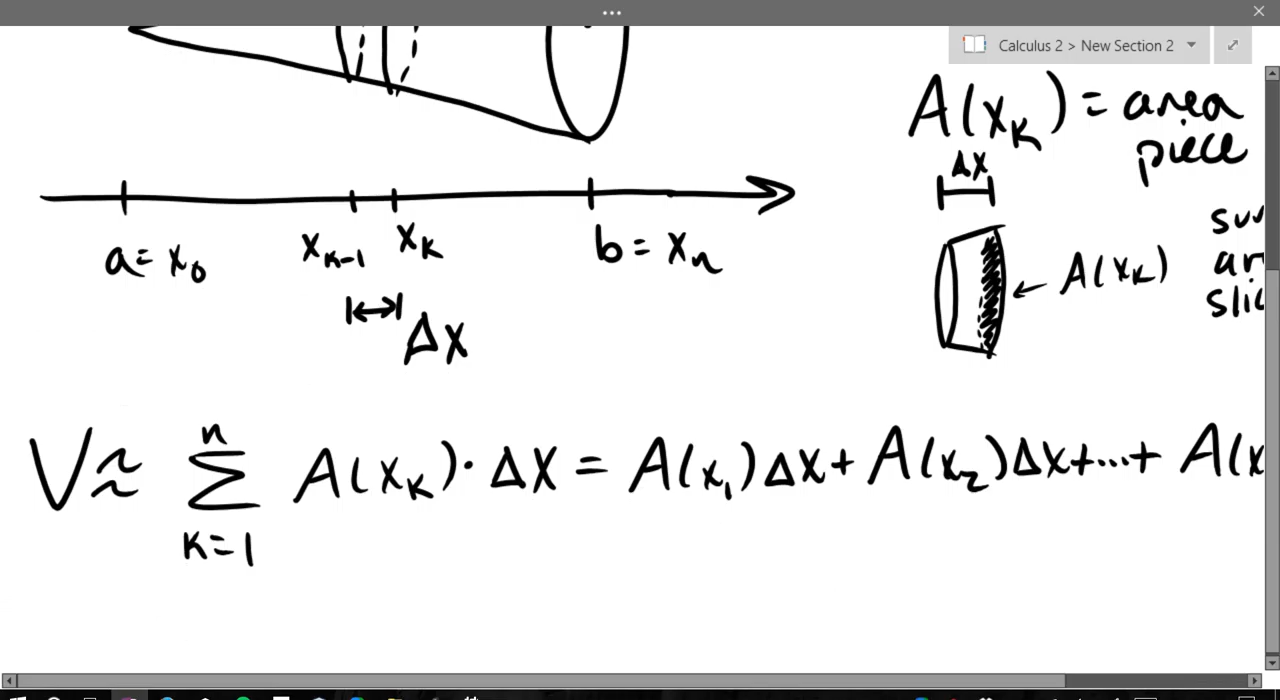 Calculus 2 > New Section 2
A(xₖ) = area
piece
Δx
a = x₀
xₖ₋₁
xₖ
b = xₙ
Δx
← A(xₖ)
V ≈ n Σ k=1 A(xₖ) · Δx = A(x₁)Δx + A(x₂)Δx + ... + A(x